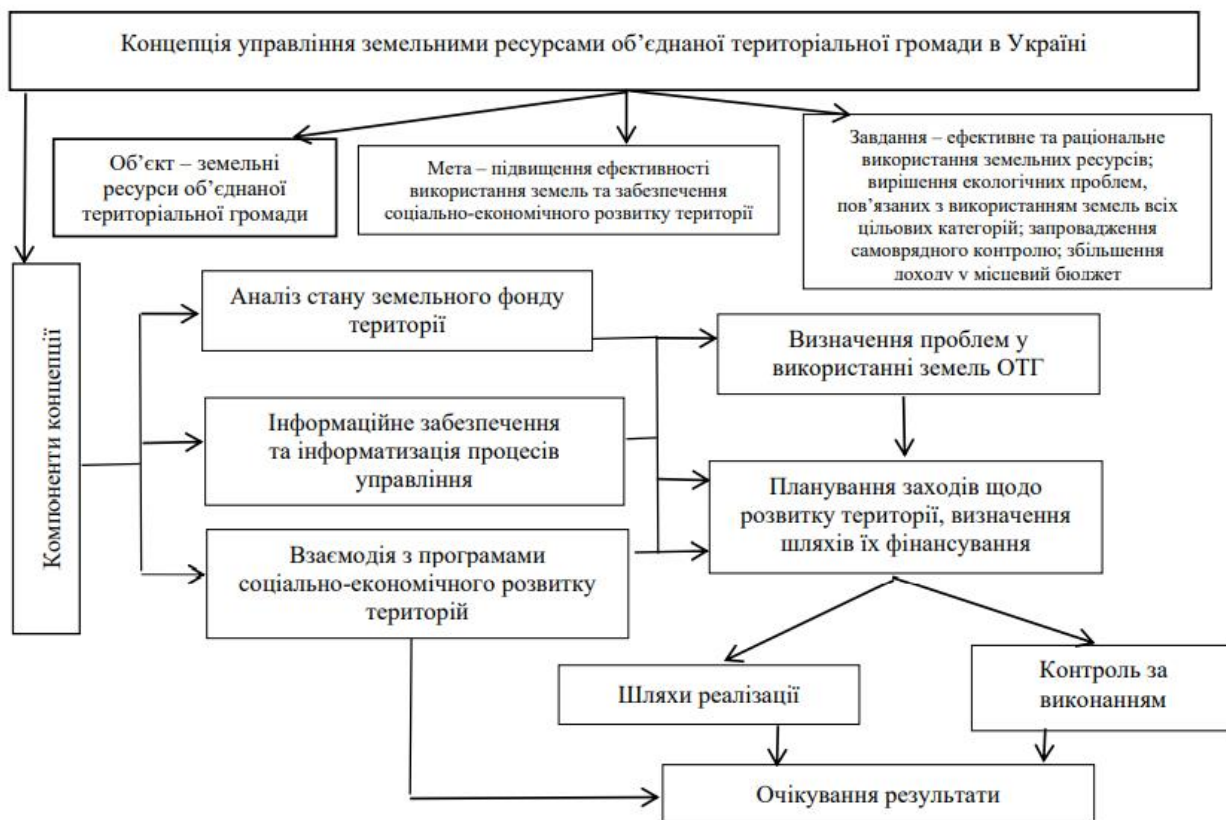 Концепція управління земельними ресурсами об’єднаної територіальної громади в Україні
Об’єкт – земельні
ресурси об’єднаної
територіальної громади
Мета – підвищення ефективності
використання земель та забезпечення
соціально-економічного розвитку території
Завдання – ефективне та раціональне
використання земельних ресурсів;
вирішення екологічних проблем,
пов’язаних з використанням земель всіх
цільових категорій; запровадження
самоврядного контролю; збільшення
доходу у місцевий бюджет
Компоненти концепції
Аналіз стану земельного фонду
території
Інформаційне забезпечення
та інформатизація процесів
управління
Взаємодія з програмами
соціально-економічного розвитку
територій
Визначення проблем у
використанні земель ОТГ
Планування заходів щодо
розвитку території, визначення
шляхів їх фінансування
Шляхи реалізації
Контроль за
виконанням
Очікування результати